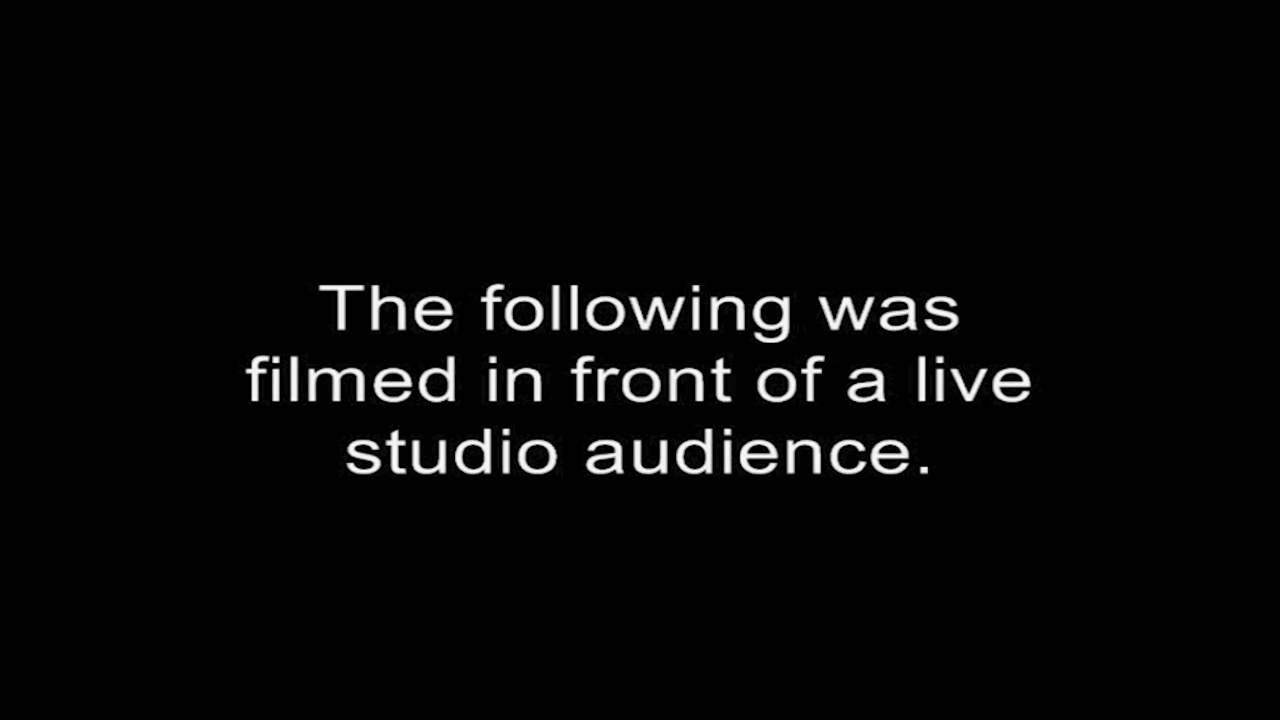 The following was
filmed in front of a live
studio audience.